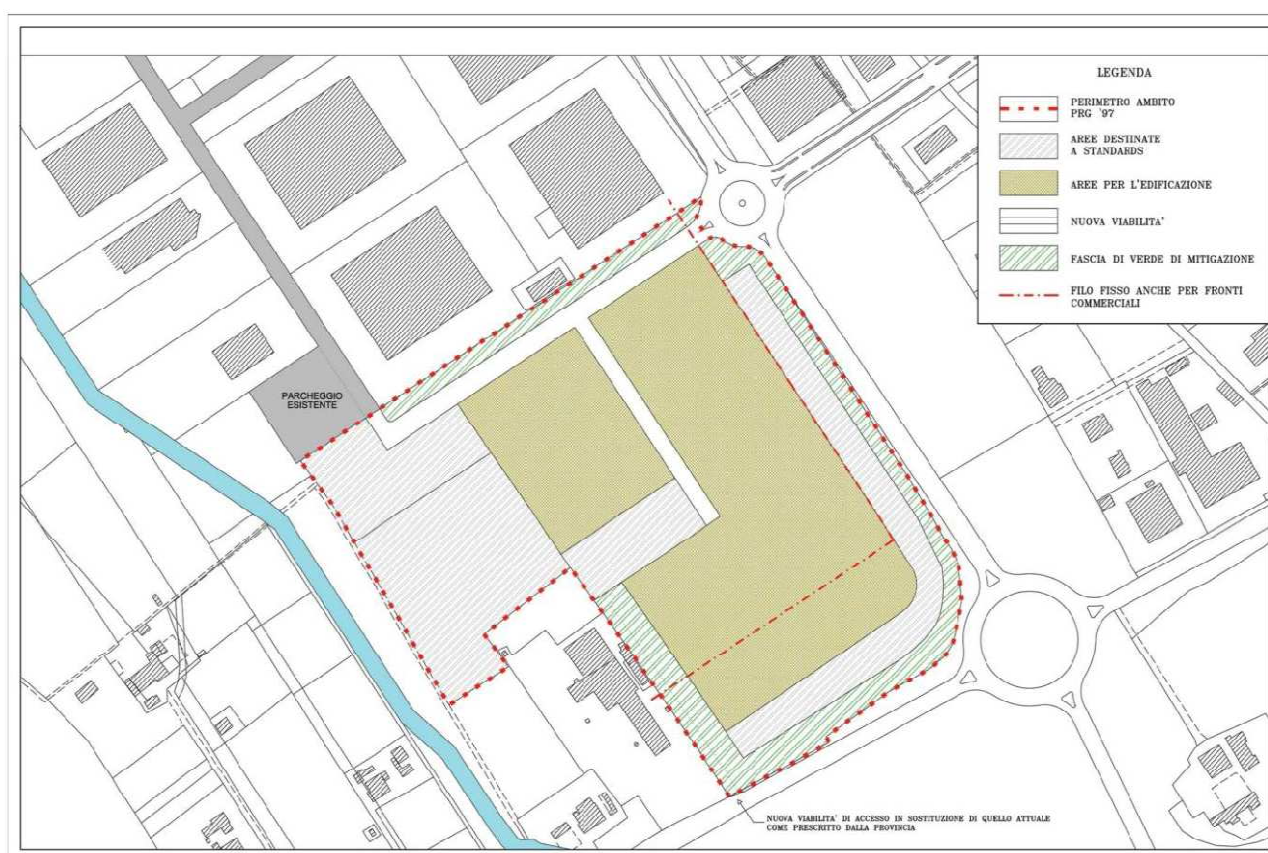 LEGENDA
PERIMETRO AMBITO
PRG '97
AREE DESTINATE
A STANDARDS
AREE PER L'EDIFICAZIONE
NUOVA VIABILITA'
FASCIA DI VERDE DI MITIGAZIONE
FILO FISSO ANCHE PER FRONTI
COMMERCIALI
PARCHEGGIO
ESISTENTE
NUOVA VIABILITA' DI ACCESSO IN SOSTITUZIONE DI QUELLO ATTUALE
COME PRESCRITTO DALLA PROVINCIA